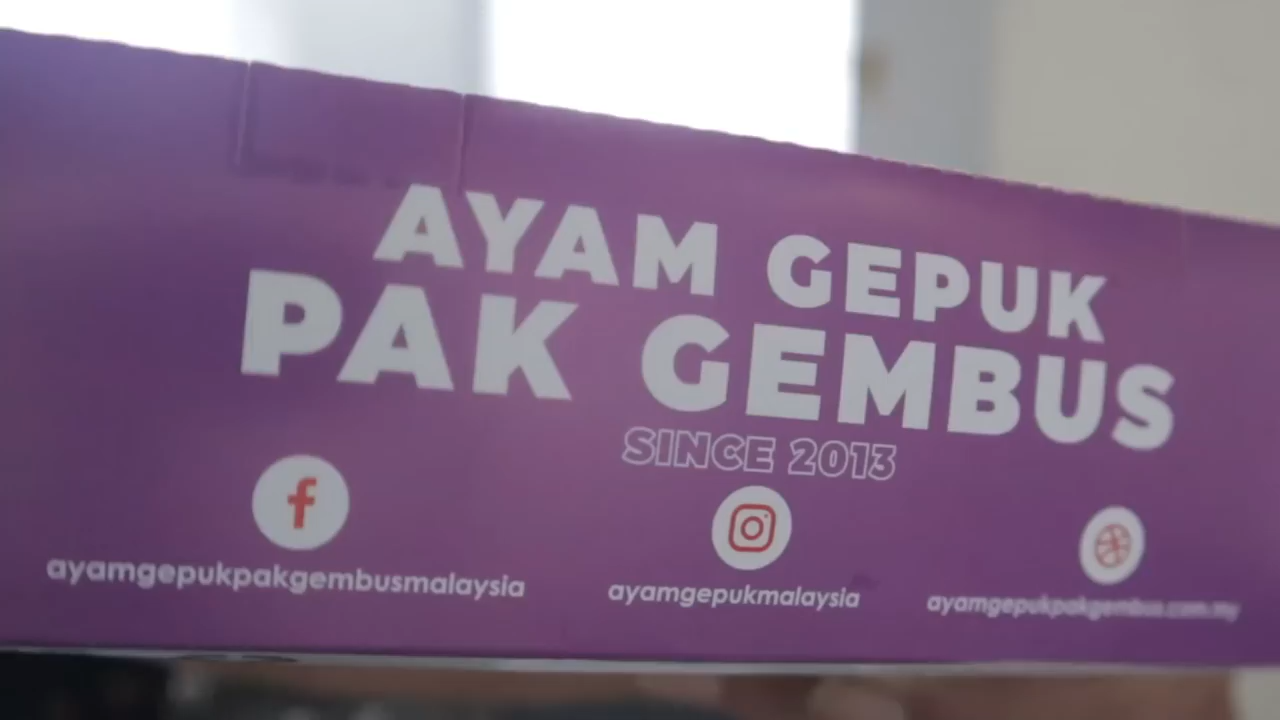 AYAM GEPUK
PAK GEMBUS
SINCE 2013
ayamgepukpakgembusmalaysia
ayamgepukmalaysia
ayamgepukpakgembus.com.my